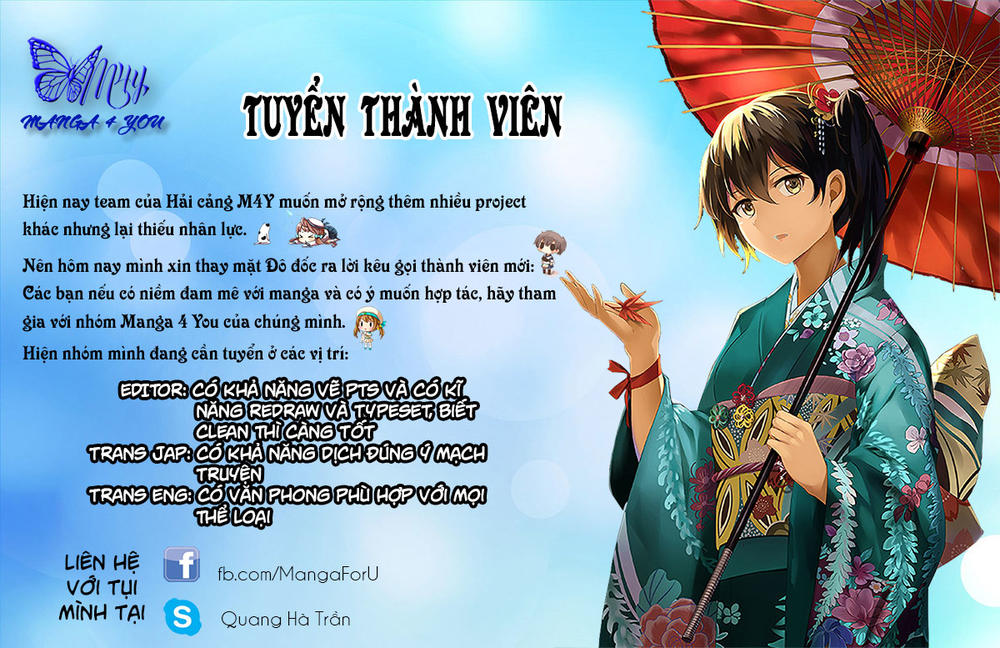 M4Y
MANGA 4 YOU
TUYỂN THÀNH VIÊN
Hiện nay team của Hải cảng M4Y muốn mở rộng thêm nhiều project
khác nhưng lại thiếu nhân lực.
Nên hôm nay mình xin thay mặt Đô đốc ra lời kêu gọi thành viên mới:
Các bạn nếu có niềm đam mê với manga và có ý muốn hợp tác, hãy tham
gia với nhóm Manga 4 You của chúng mình.
Hiện nhóm mình đang cần tuyển ở các vị trí:
EDITOR: CÓ KHẢ NĂNG VỀ PTS VÀ CÓ KĨ
NĂNG REDRAW VÀ TYPESET, BIẾT
CLEAN THÌ CÀNG TỐT
TRANS JAP: CÓ KHẢ NĂNG DỊCH ĐÚNG Ý MẠCH
TRUYỆN
TRANS ENG: CÓ VĂN PHONG PHÙ HỢP VỚI MỌI
THỂ LOẠI
LIÊN HỆ
VỚI TỤI
MÌNH TẠI
f fb.com/MangaForU
S Quang Hà Trần